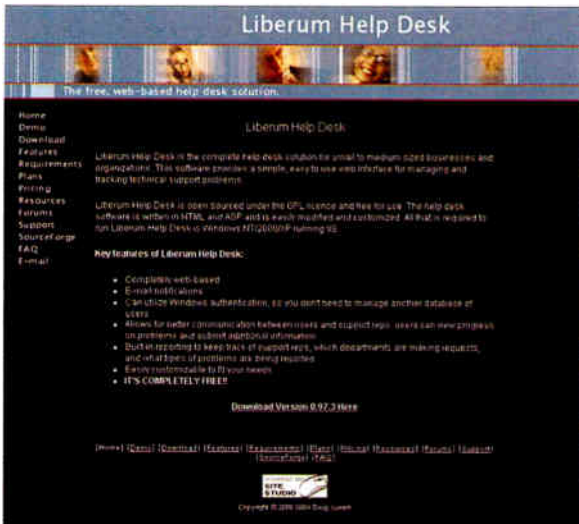 Liberum Help Desk
The free, web-based help desk solution.
Home
Demo
Download
Features
Requirements
Plans
Pricing
Resources
Forums
Support
SourceForge
FAQ
E-mail
Liberum Help Desk
Liberum Help Desk is the complete help desk solution for small to medium sized businesses and
organizations. This software provides a simple, easy to use web interface for managing and
tracking technical support problems.
Liberum Help Desk is open sourced under the GPL licence and free for use. The help desk
software is written in HTML and ASP and is easily modified and customized. All that is required to
run Liberum Help Desk is Windows NT/2000/XP running IIS.
Key features of Liberum Help Desk:
Completely web-based
E-mail notifications
Can utilize Windows authentication, so you don't need to manage another database of
users
Allows for better communication between users and support reps. users can view progress
on problems and submit additional information
Built in reporting to keep track of support reps, which departments are making requests,
and what types of problems are being reported
Easily customizable to fit your needs
IT'S COMPLETELY FREE!!
Download Version 0.97.3 Here
[Home] [Demo] [Download] [Features] [Requirements] [Plans] [Pricing] [Resources] [Forums] [Support]
[SourceForge] [FAQ]
SITE
STUDIO
Copyright © Doug Luxem